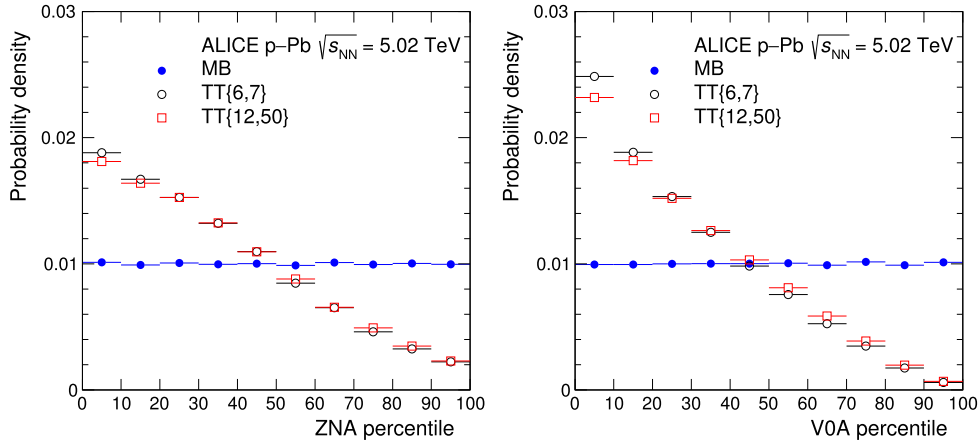 Probability density
0.03
0.02
0.01
0
ALICE p–Pb √sNN = 5.02 TeV
MB
TT{6,7}
TT{12,50}
0 10 20 30 40 50 60 70 80 90 100
ZNA percentile
Probability density
0.03
0.02
0.01
0
ALICE p–Pb √sNN = 5.02 TeV
MB
TT{6,7}
TT{12,50}
0 10 20 30 40 50 60 70 80 90 100
V0A percentile